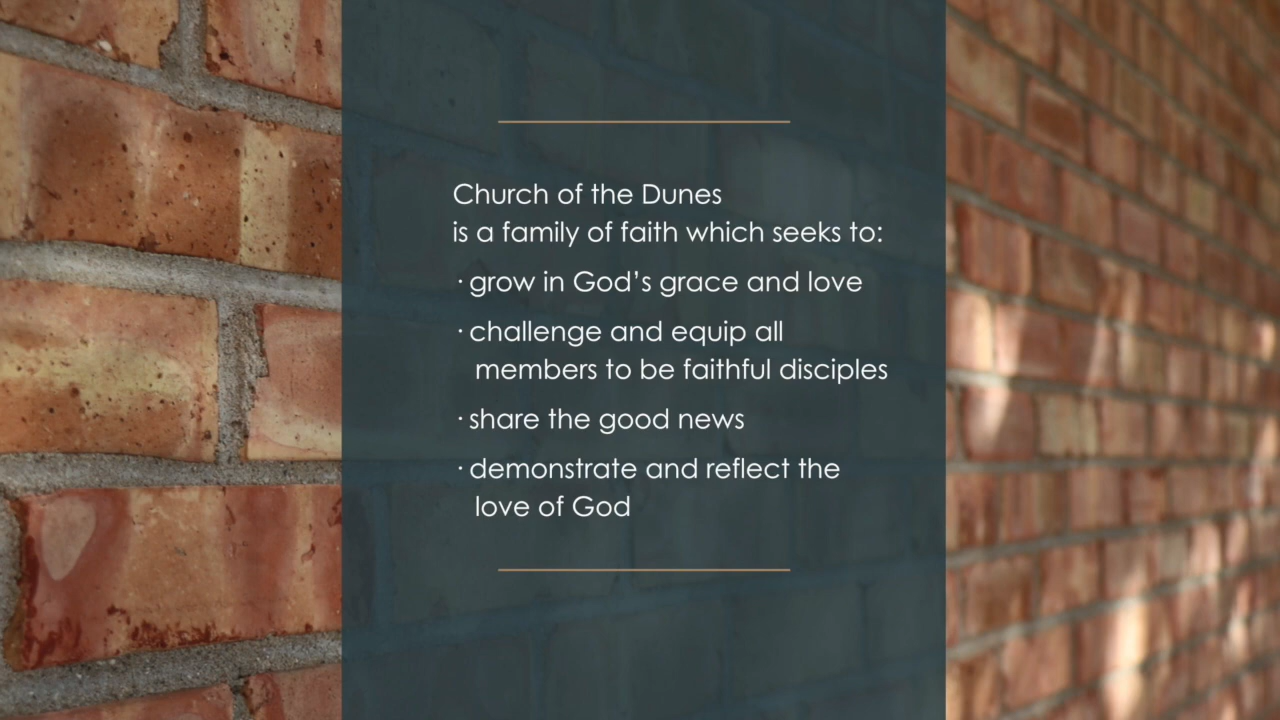 Church of the Dunes
is a family of faith which seeks to:
· grow in God’s grace and love
· challenge and equip all
members to be faithful disciples
· share the good news
· demonstrate and reflect the
love of God